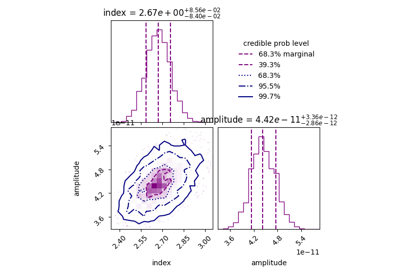 index = 2.67e+00+8.56e-02 -8.40e-02
credible prob level
68.3% marginal
39.3%
68.3%
95.5%
99.7%
1e-11
amplitude = 4.42e-11+3.36e-12 -2.86e-12
amplitude
5.4
4.8
4.2
3.6
2.40 2.55 2.70 2.85 3.00
3.6 4.2 4.8 5.4
1e-11
index
amplitude